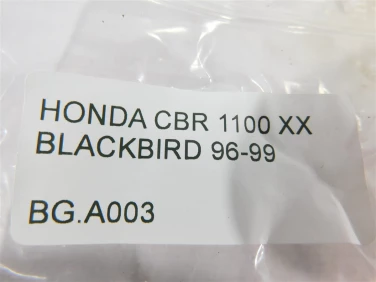 HONDA CBR 1100 XX
BLACKBIRD 96-99
BG.A003